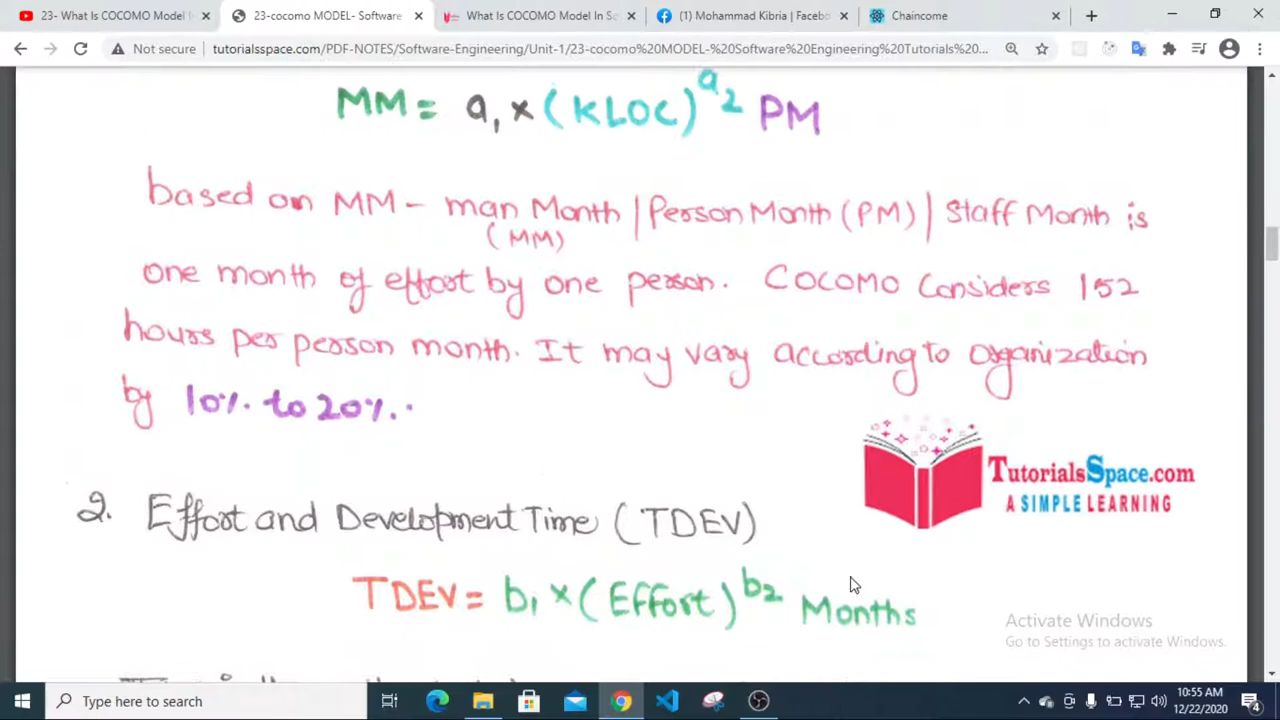 23- What Is COCOMO Model I
23-cocomo MODEL- Software
What Is COCOMO Model In So
(1) Mohammad Kibria | Facebo
Chaincome
Not secure
tutorialsspace.com/PDF-NOTES/Software-Engineering/Unit-1/23-cocomo%20MODEL-%20Software%20Engineering%20Tutorials%20...
MM= a1 × (KLOC)^a2 PM
based on MM - man Month | Person Month (PM) | Staff Month is
(MM)
one month of effort by one person. COCOMO Considers 152
hours per person month. It may vary according to organization
by 10% to 20%.
TutorialsSpace.com
A SIMPLE LEARNING
2. Effort and Development Time (TDEV)
TDEV= b1 × (Effort)^b2 Months
Activate Windows
Go to Settings to activate Windows.
Type here to search
10:55 AM
12/22/2020
4